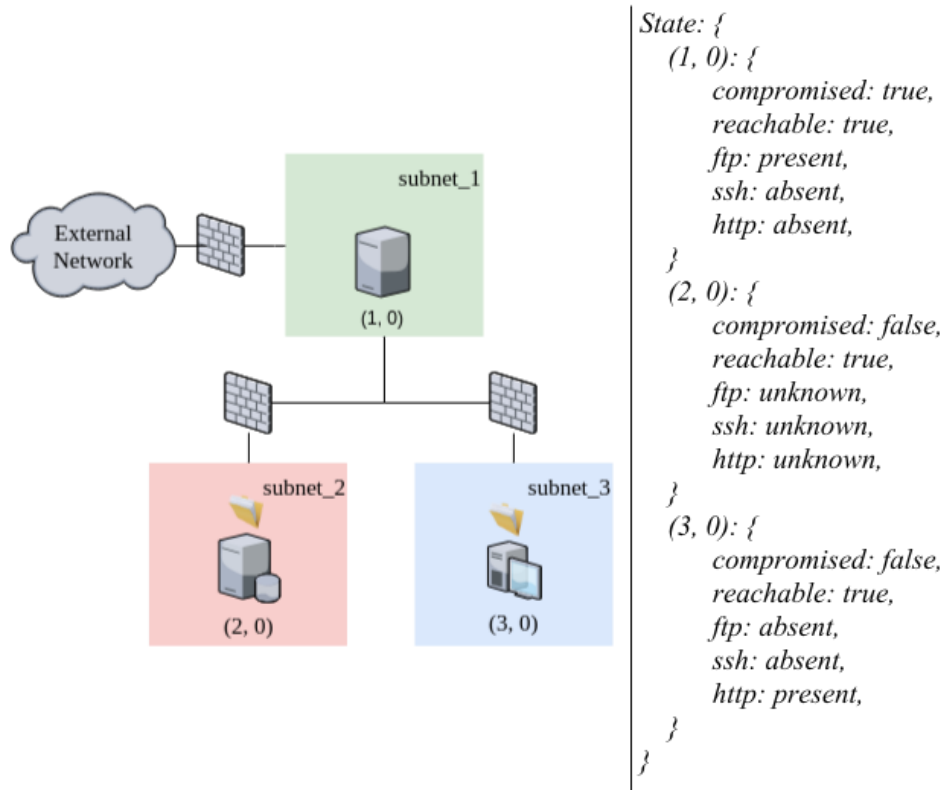 External
Network
subnet_1
(1, 0)
subnet_2
(2, 0)
subnet_3
(3, 0)
State: {
(1, 0): {
compromised: true,
reachable: true,
ftp: present,
ssh: absent,
http: absent,
}
(2, 0): {
compromised: false,
reachable: true,
ftp: unknown,
ssh: unknown,
http: unknown,
}
(3, 0): {
compromised: false,
reachable: true,
ftp: absent,
ssh: absent,
http: present,
}
}